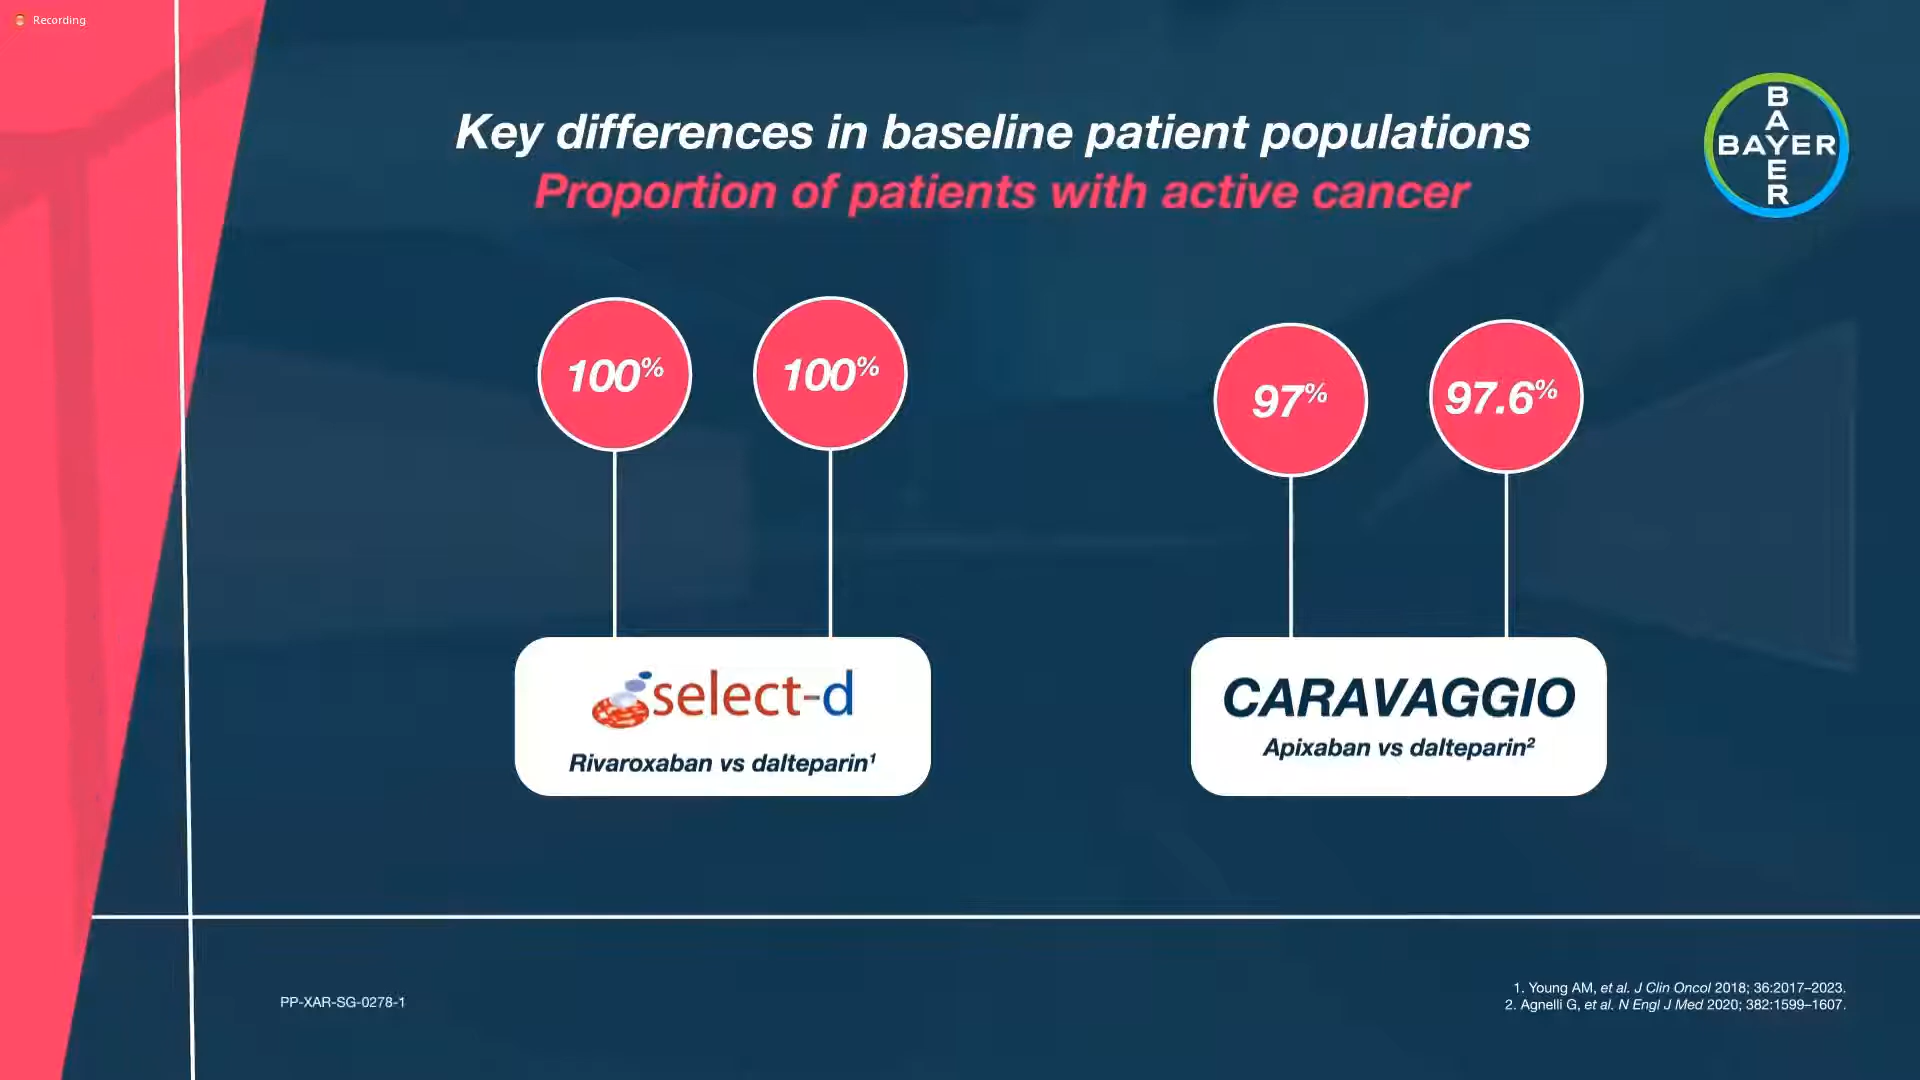 Recording
Key differences in baseline patient populations
Proportion of patients with active cancer
BAYER
BAYER
100%
100%
97%
97.6%
select-d
Rivaroxaban vs dalteparin¹
CARAVAGGIO
Apixaban vs dalteparin²
PP-XAR-SG-0278-1
1. Young AM, et al. J Clin Oncol 2018; 36:2017–2023.
2. Agnelli G, et al. N Engl J Med 2020; 382:1599–1607.